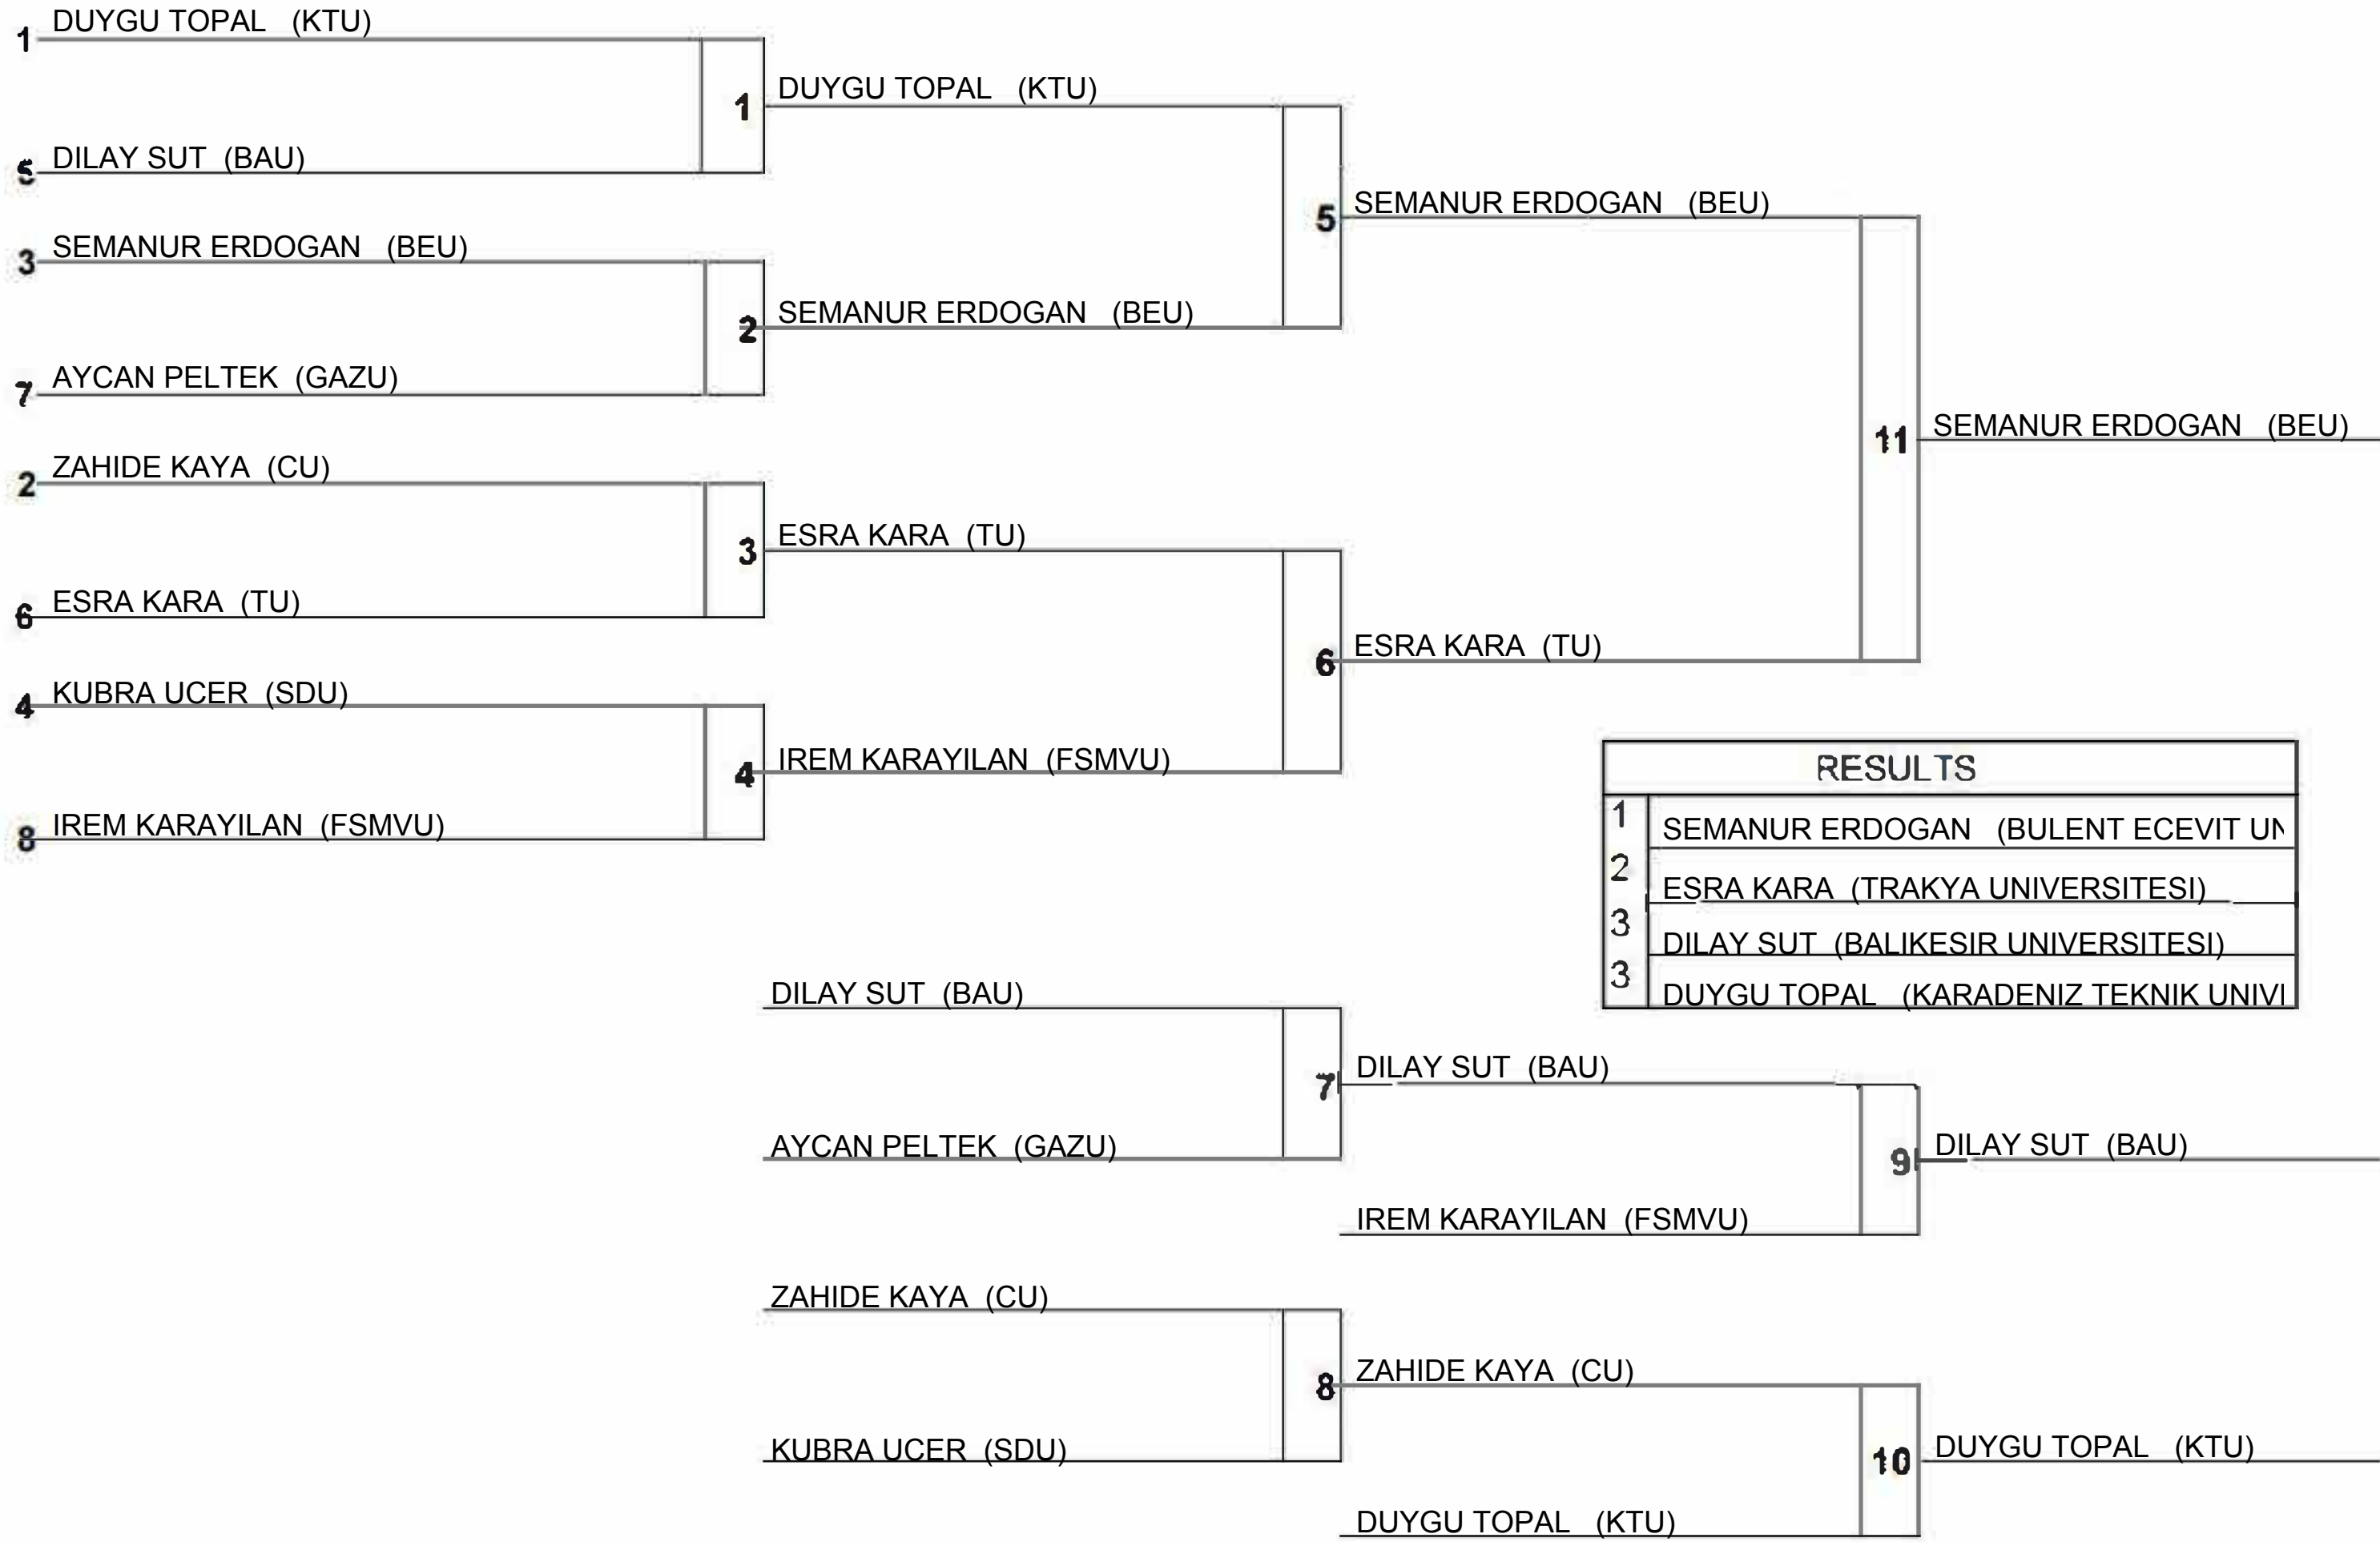 1 DUYGU TOPAL (KTU)
1 DUYGU TOPAL (KTU)
5 DILAY SUT (BAU)
5 SEMANUR ERDOGAN (BEU)
3 SEMANUR ERDOGAN (BEU)
2 SEMANUR ERDOGAN (BEU)
7 AYCAN PELTEK (GAZU)
11 SEMANUR ERDOGAN (BEU)
2 ZAHIDE KAYA (CU)
3 ESRA KARA (TU)
6 ESRA KARA (TU)
6 ESRA KARA (TU)
4 KUBRA UCER (SDU)
4 IREM KARAYILAN (FSMVU)
8 IREM KARAYILAN (FSMVU)
RESULTS
1 SEMANUR ERDOGAN (BULENT ECEVIT UN
2 ESRA KARA (TRAKYA UNIVERSITESI)
3 DILAY SUT (BALIKESIR UNIVERSITESI)
3 DUYGU TOPAL (KARADENIZ TEKNIK UNIVI
DILAY SUT (BAU)
7 DILAY SUT (BAU)
AYCAN PELTEK (GAZU)
9 DILAY SUT (BAU)
IREM KARAYILAN (FSMVU)
ZAHIDE KAYA (CU)
8 ZAHIDE KAYA (CU)
KUBRA UCER (SDU)
10 DUYGU TOPAL (KTU)
DUYGU TOPAL (KTU)